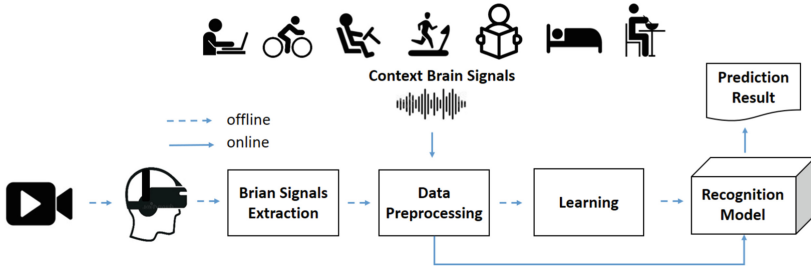 Context Brain Signals
Prediction
Result
offline
online
Brian Signals
Extraction
Data
Preprocessing
Learning
Recognition
Model